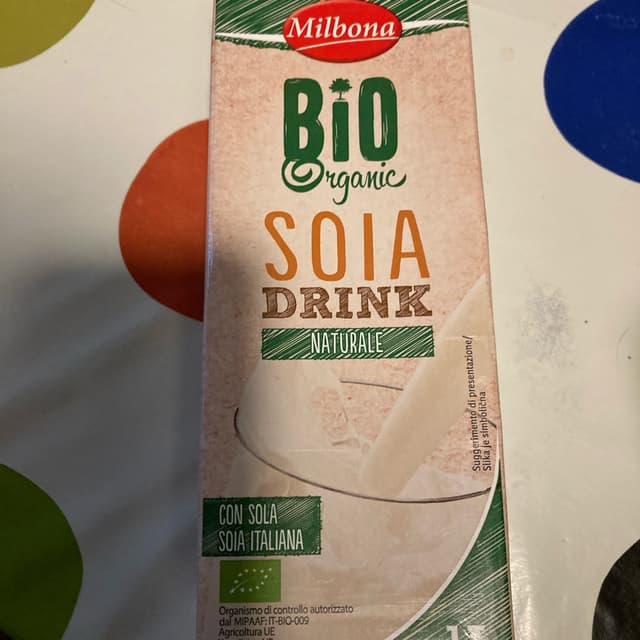 Milbona
BiO
Organic
SOIA
DRINK
NATURALE
Suggerimento di presentazione/
Slika je simbolična
CON SOLA
SOIA ITALIANA
Organismo di controllo autorizzato
dal MIPAAF: IT-BIO-009
Agricoltura UE